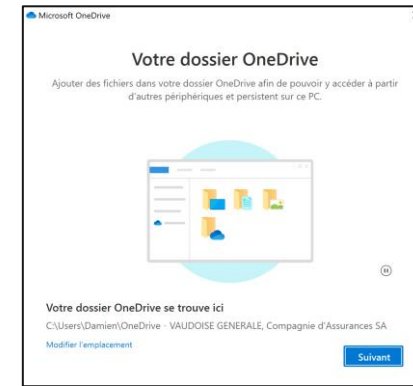 Microsoft OneDrive
Votre dossier OneDrive
Ajouter des fichiers dans votre dossier OneDrive afin de pouvoir y accéder à partir
d'autres périphériques et persistent sur ce PC.
Votre dossier OneDrive se trouve ici
C:\Users\Damien\OneDrive - VAUDOISE GENERALE, Compagnie d'Assurances SA
Modifier l'emplacement
Suivant